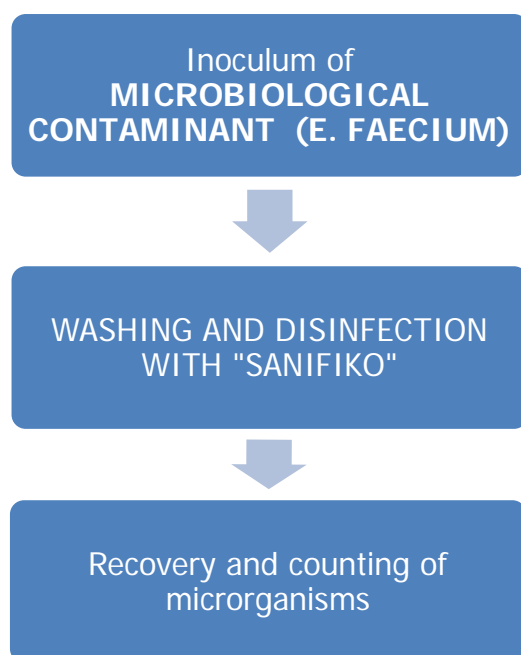 Inoculum of
MICROBIOLOGICAL
CONTAMINANT (E. FAECIUM)
WASHING AND DISINFECTION
WITH "SANIFIKO"
Recovery and counting of
microrganisms